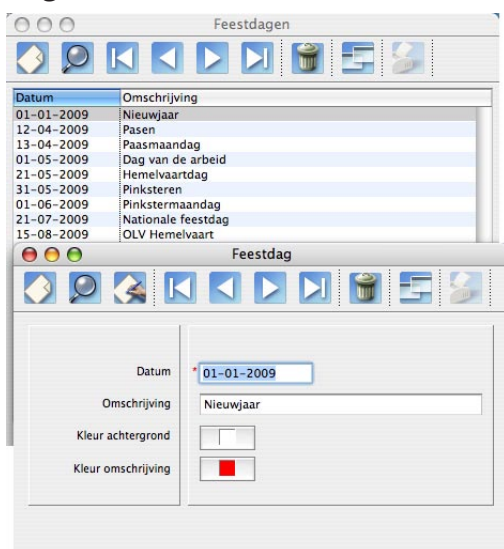 Feestdagen
Datum Omschrijving
01-01-2009 Nieuwjaar
12-04-2009 Pasen
13-04-2009 Paasmaandag
01-05-2009 Dag van de arbeid
21-05-2009 Hemelvaartdag
31-05-2009 Pinksteren
01-06-2009 Pinkstermaandag
21-07-2009 Nationale feestdag
15-08-2009 OLV Hemelvaart
Feestdag
Datum * 01-01-2009
Omschrijving Nieuwjaar
Kleur achtergrond
Kleur omschrijving